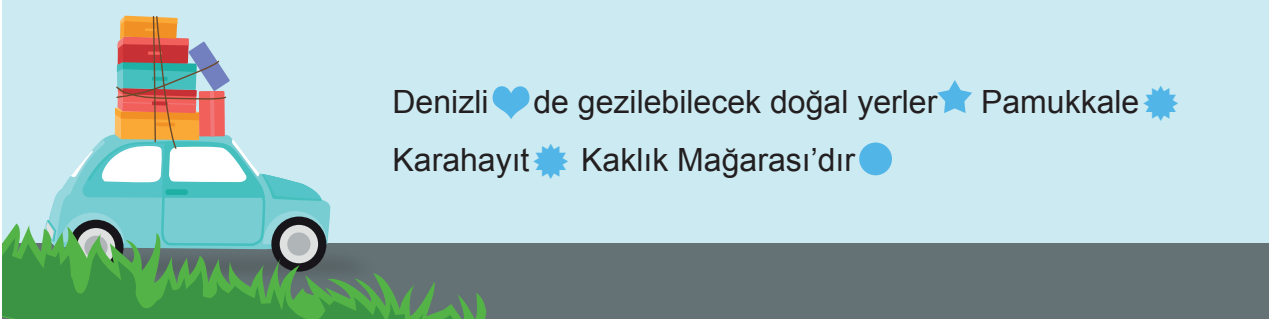 Denizli de gezilebilecek doğal yerler Pamukkale
Karahayıt Kaklık Mağarası’dır